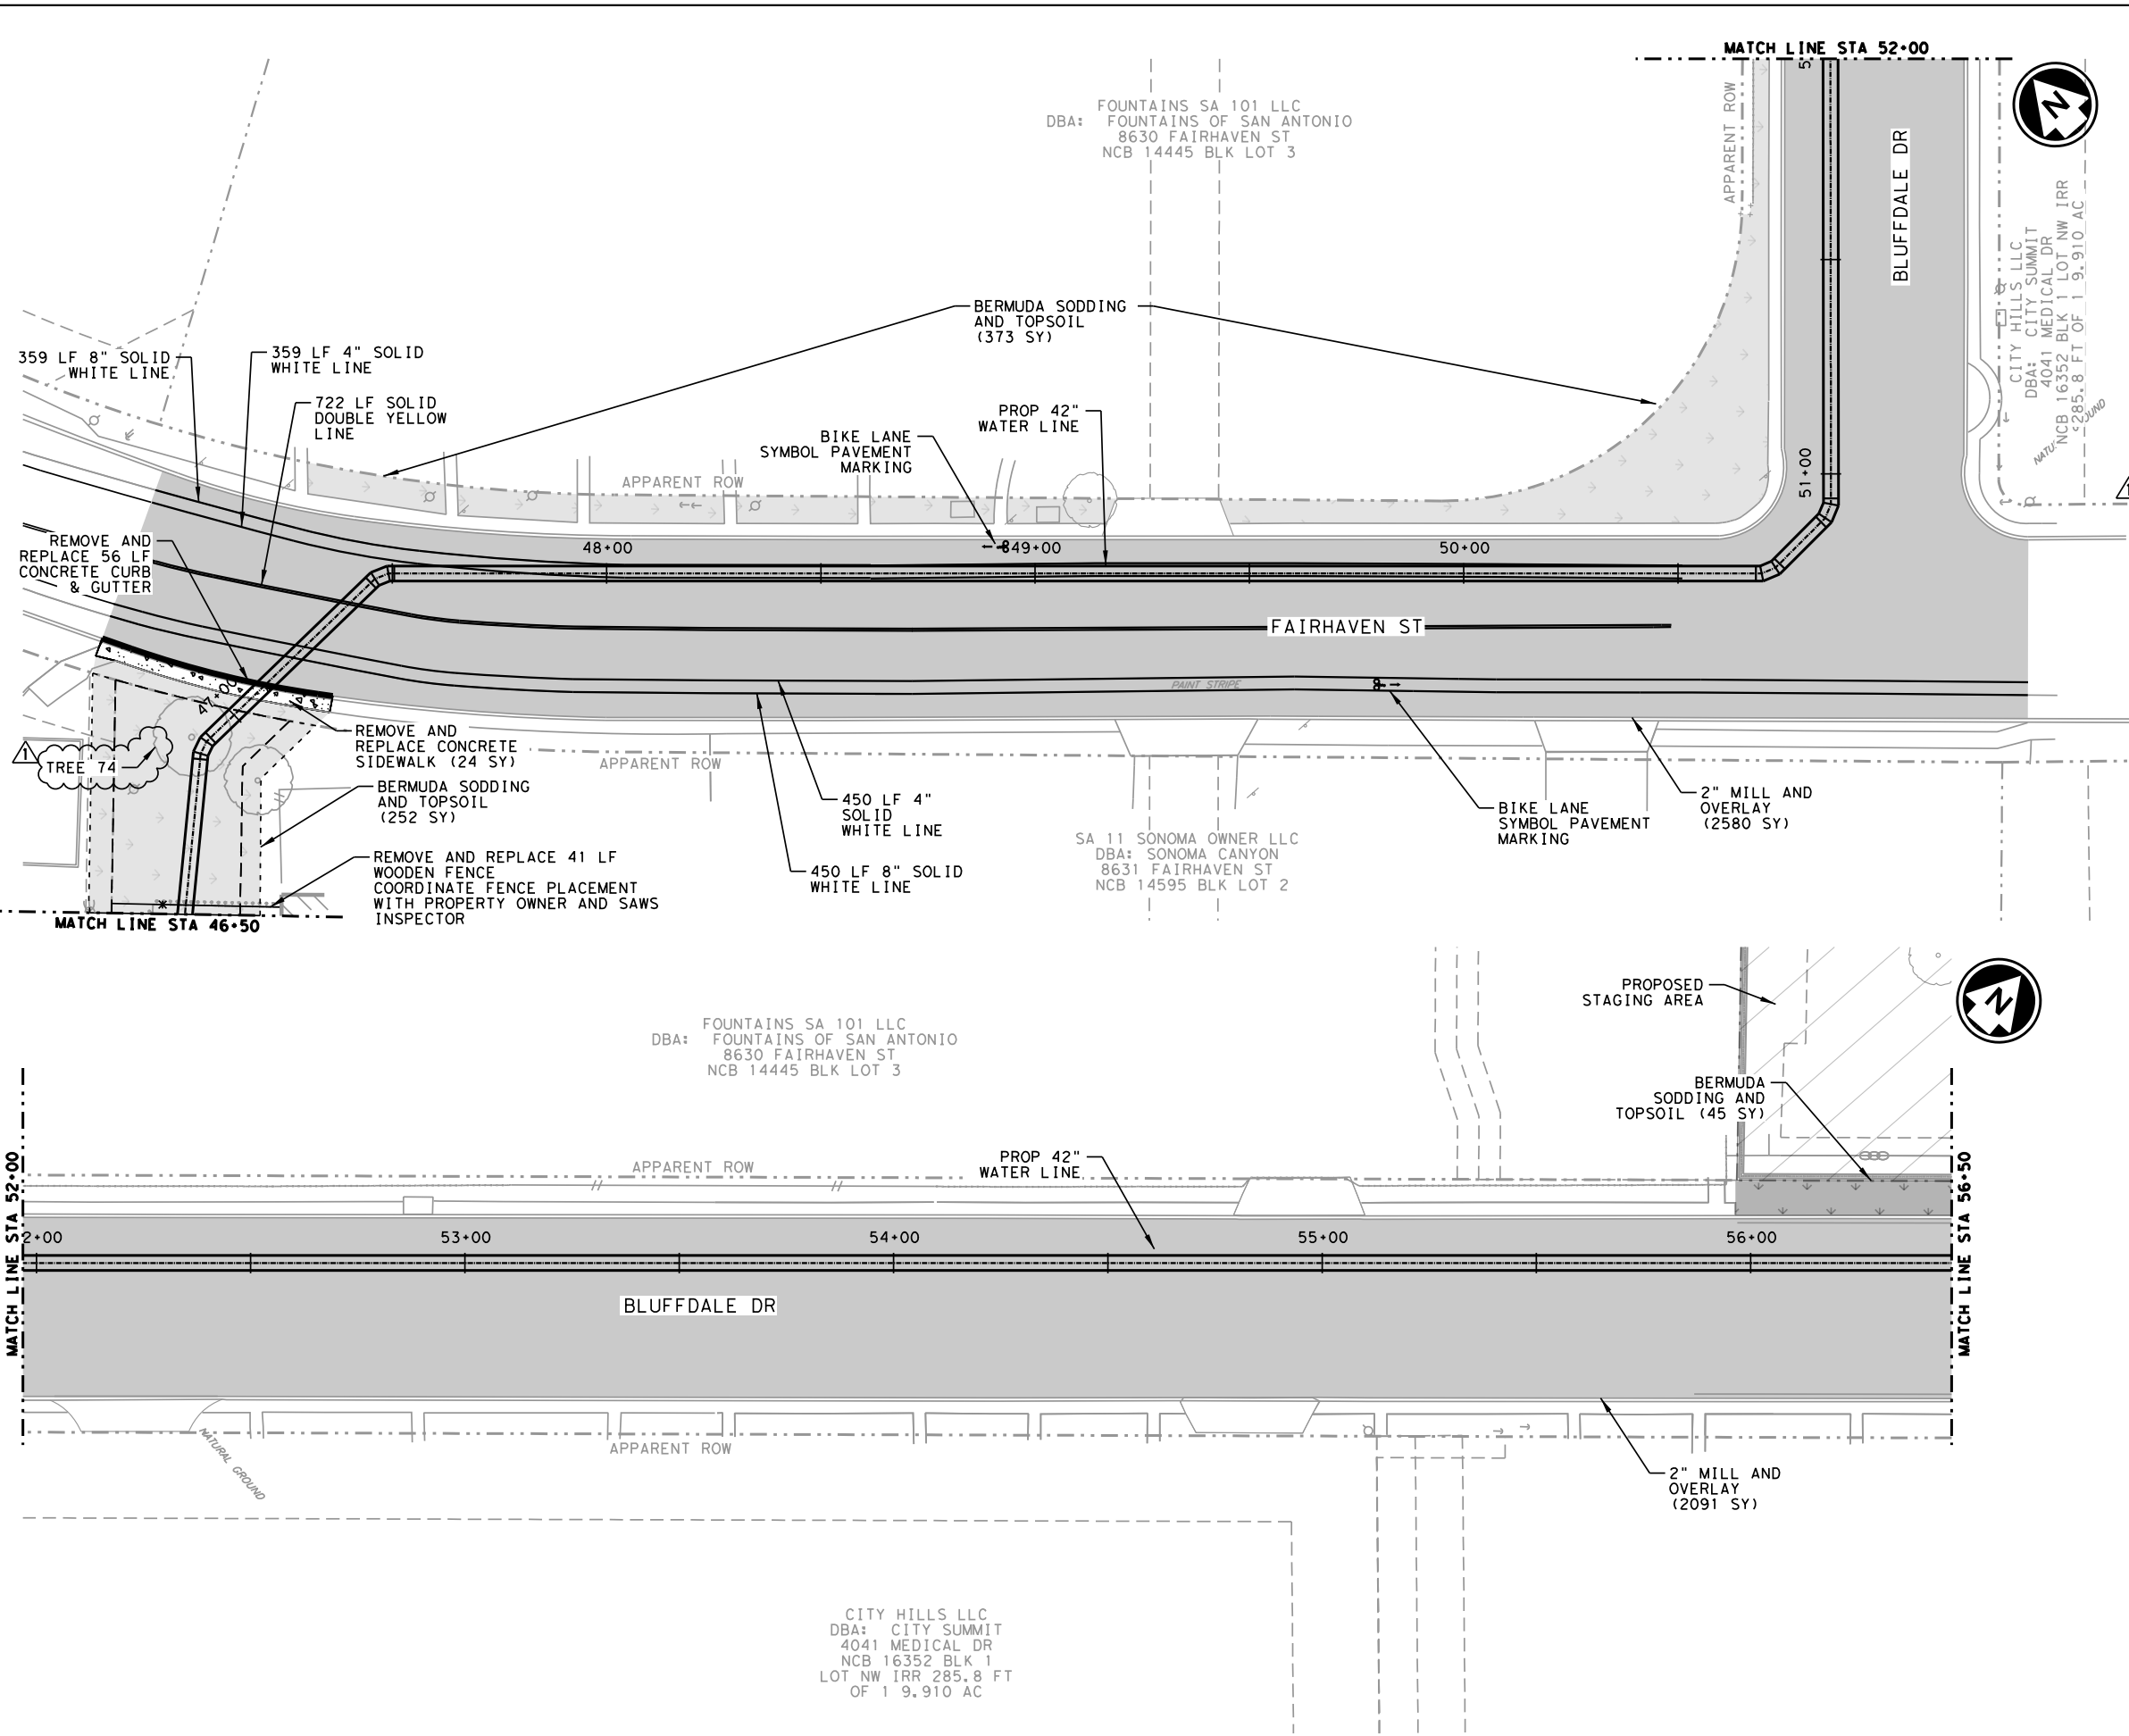 MATCH LINE STA 52+00
N
FOUNTAINS SA 101 LLC
DBA: FOUNTAINS OF SAN ANTONIO
8630 FAIRHAVEN ST
NCB 14445 BLK LOT 3
APPARENT ROW
BLUFFDALE DR
CITY HILLS LLC
DBA: CITY SUMMIT
4041 MEDICAL DR
NCB 16352 BLK 1 LOT NW IRR
285.8 FT OF 1 9.910 AC
BERMUDA SODDING
AND TOPSOIL
(373 SY)
359 LF 8" SOLID
WHITE LINE
359 LF 4" SOLID
WHITE LINE
722 LF SOLID
DOUBLE YELLOW
LINE
BIKE LANE
SYMBOL PAVEMENT
MARKING
PROP 42"
WATER LINE
APPARENT ROW
51+00
1
REMOVE AND
REPLACE 56 LF
CONCRETE CURB
& GUTTER
48+00
49+00
50+00
FAIRHAVEN ST
PAINT STRIPE
47+00
1
TREE 74
REMOVE AND
REPLACE CONCRETE
SIDEWALK (24 SY)
APPARENT ROW
BERMUDA SODDING
AND TOPSOIL
(252 SY)
450 LF 4"
SOLID
WHITE LINE
450 LF 8" SOLID
WHITE LINE
SA 11 SONOMA OWNER LLC
DBA: SONOMA CANYON
8631 FAIRHAVEN ST
NCB 14595 BLK LOT 2
BIKE LANE
SYMBOL PAVEMENT
MARKING
2" MILL AND
OVERLAY
(2580 SY)
REMOVE AND REPLACE 41 LF
WOODEN FENCE
COORDINATE FENCE PLACEMENT
WITH PROPERTY OWNER AND SAWS
INSPECTOR
MATCH LINE STA 46+50
PROPOSED
STAGING AREA
N
FOUNTAINS SA 101 LLC
DBA: FOUNTAINS OF SAN ANTONIO
8630 FAIRHAVEN ST
NCB 14445 BLK LOT 3
BERMUDA
SODDING AND
TOPSOIL (45 SY)
MATCH LINE STA 52+00
APPARENT ROW
PROP 42"
WATER LINE
MATCH LINE STA 56+50
2+00
53+00
54+00
55+00
56+00
BLUFFDALE DR
NATURAL GROUND
APPARENT ROW
2" MILL AND
OVERLAY
(2091 SY)
CITY HILLS LLC
DBA: CITY SUMMIT
4041 MEDICAL DR
NCB 16352 BLK 1
LOT NW IRR 285.8 FT
OF 1 9.910 AC